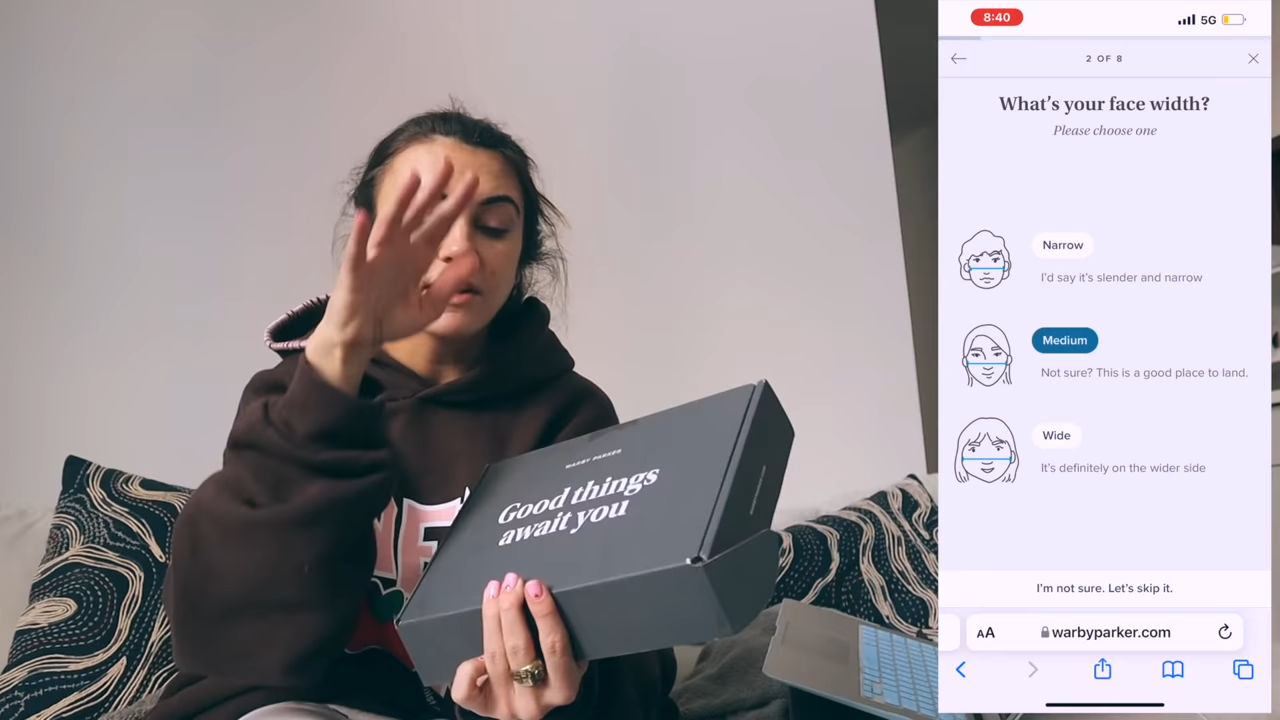 WARBY PARKER
Good things
await you
8:40
5G
2 OF 8
What's your face width?
Please choose one
Narrow
I'd say it's slender and narrow
Medium
Not sure? This is a good place to land.
Wide
It's definitely on the wider side
I'm not sure. Let's skip it.
AA
warbyparker.com